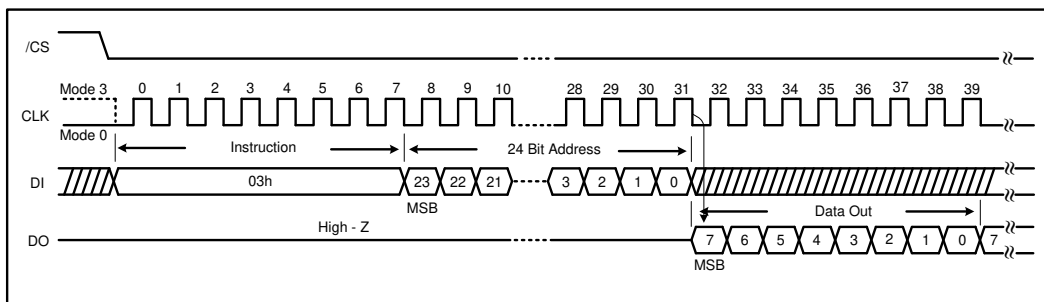 /CS
Mode 3 0 1 2 3 4 5 6 7 8 9 10 28 29 30 31 32 33 34 35 36 37 38 39
CLK
Mode 0
Instruction 24 Bit Address
DI 03h 23 22 21 3 2 1 0
MSB Data Out
High - Z
DO 7 6 5 4 3 2 1 0 7
MSB